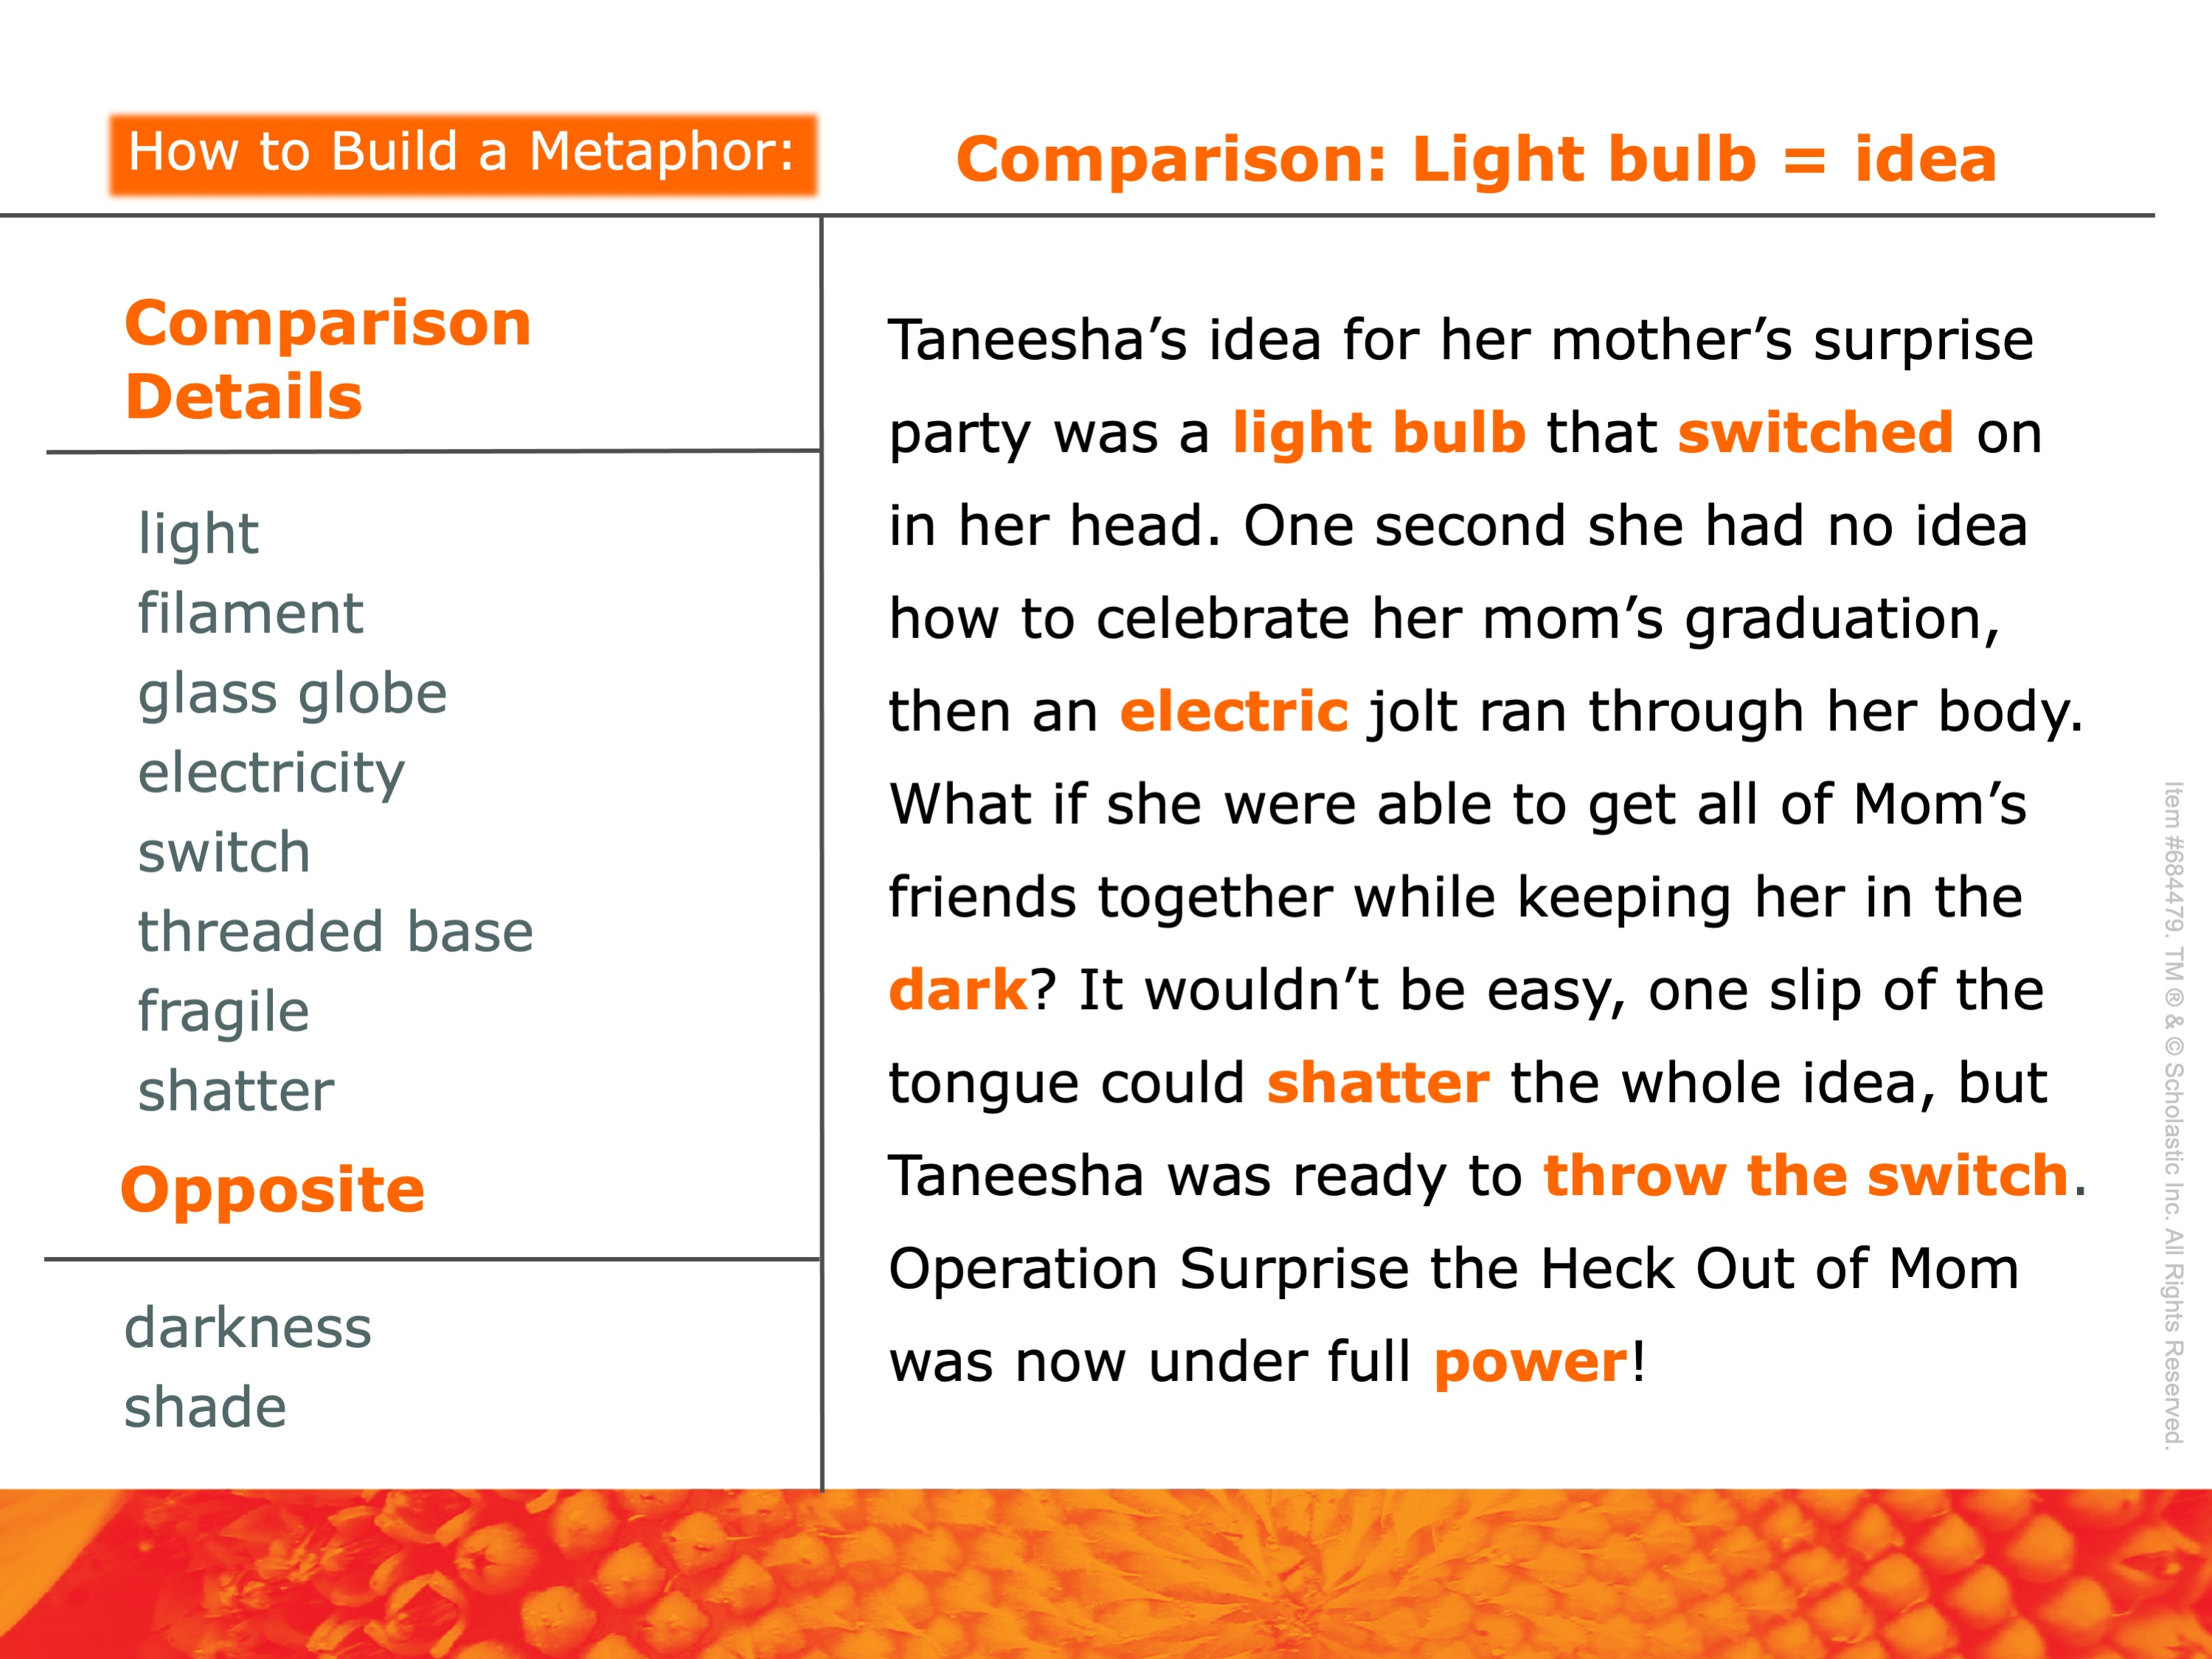 How to Build a Metaphor:
Comparison: Light bulb = idea
Comparison
Details
light
filament
glass globe
electricity
switch
threaded base
fragile
shatter
Opposite
darkness
shade
Taneesha’s idea for her mother’s surprise
party was a light bulb that switched on
in her head. One second she had no idea
how to celebrate her mom’s graduation,
then an electric jolt ran through her body.
What if she were able to get all of Mom’s
friends together while keeping her in the
dark? It wouldn’t be easy, one slip of the
tongue could shatter the whole idea, but
Taneesha was ready to throw the switch.
Operation Surprise the Heck Out of Mom
was now under full power!
Item #684479. TM ® & © Scholastic Inc. All Rights Reserved.